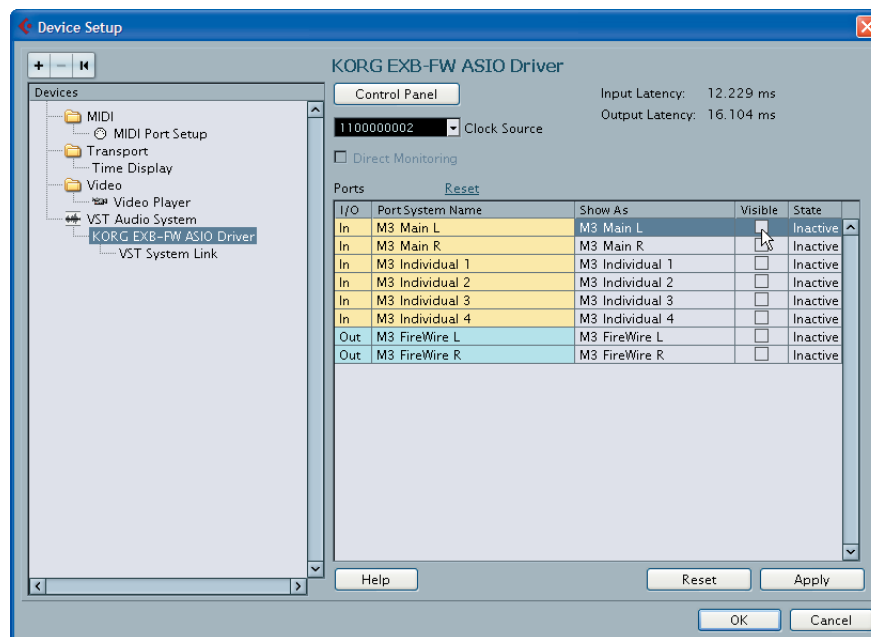 Device Setup
Devices
MIDI
MIDI Port Setup
Transport
Time Display
Video
Video Player
VST Audio System
KORG EXB-FW ASIO Driver
VST System Link
KORG EXB-FW ASIO Driver
Control Panel
Input Latency: 12.229 ms
Output Latency: 16.104 ms
1100000002 Clock Source
Direct Monitoring
Ports Reset
I/O Port System Name Show As Visible State
In M3 Main L M3 Main L Inactive
In M3 Main R M3 Main R Inactive
In M3 Individual 1 M3 Individual 1 Inactive
In M3 Individual 2 M3 Individual 2 Inactive
In M3 Individual 3 M3 Individual 3 Inactive
In M3 Individual 4 M3 Individual 4 Inactive
Out M3 FireWire L M3 FireWire L Inactive
Out M3 FireWire R M3 FireWire R Inactive
Help Reset Apply
OK Cancel